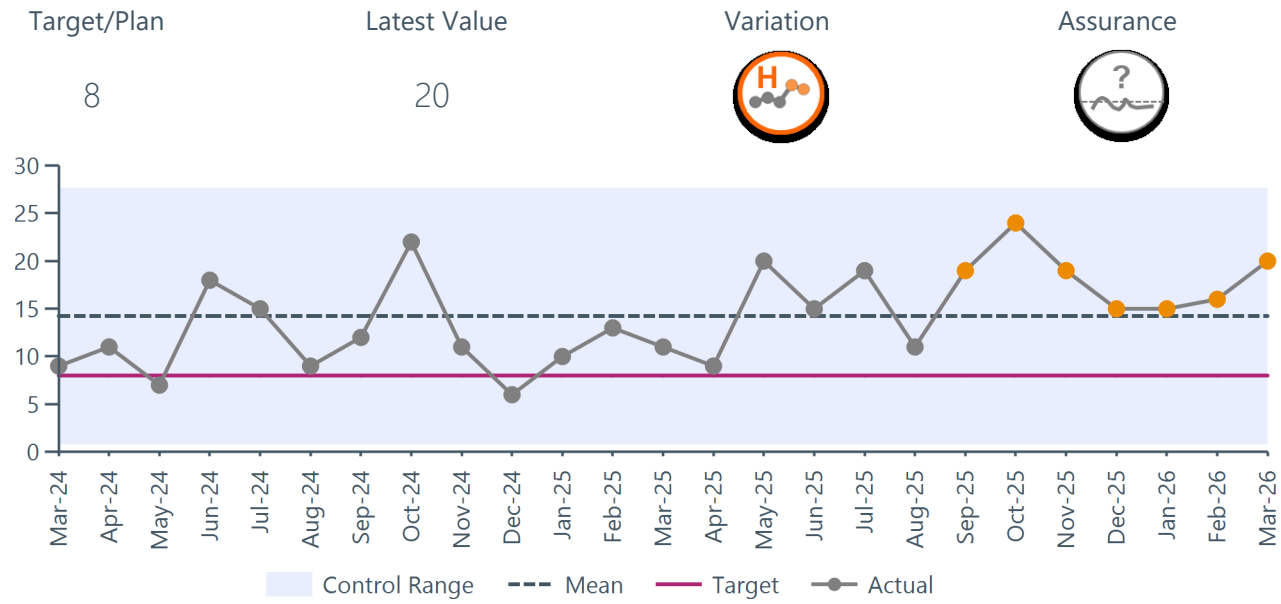 Target/Plan Latest Value Variation Assurance
8 20 H ?
30
25
20
15
10
5
0
Mar-24 Apr-24 May-24 Jun-24 Jul-24 Aug-24 Sep-24 Oct-24 Nov-24 Dec-24 Jan-25 Feb-25 Mar-25 Apr-25 May-25 Jun-25 Jul-25 Aug-25 Sep-25 Oct-25 Nov-25 Dec-25 Jan-26 Feb-26 Mar-26
Control Range Mean Target Actual